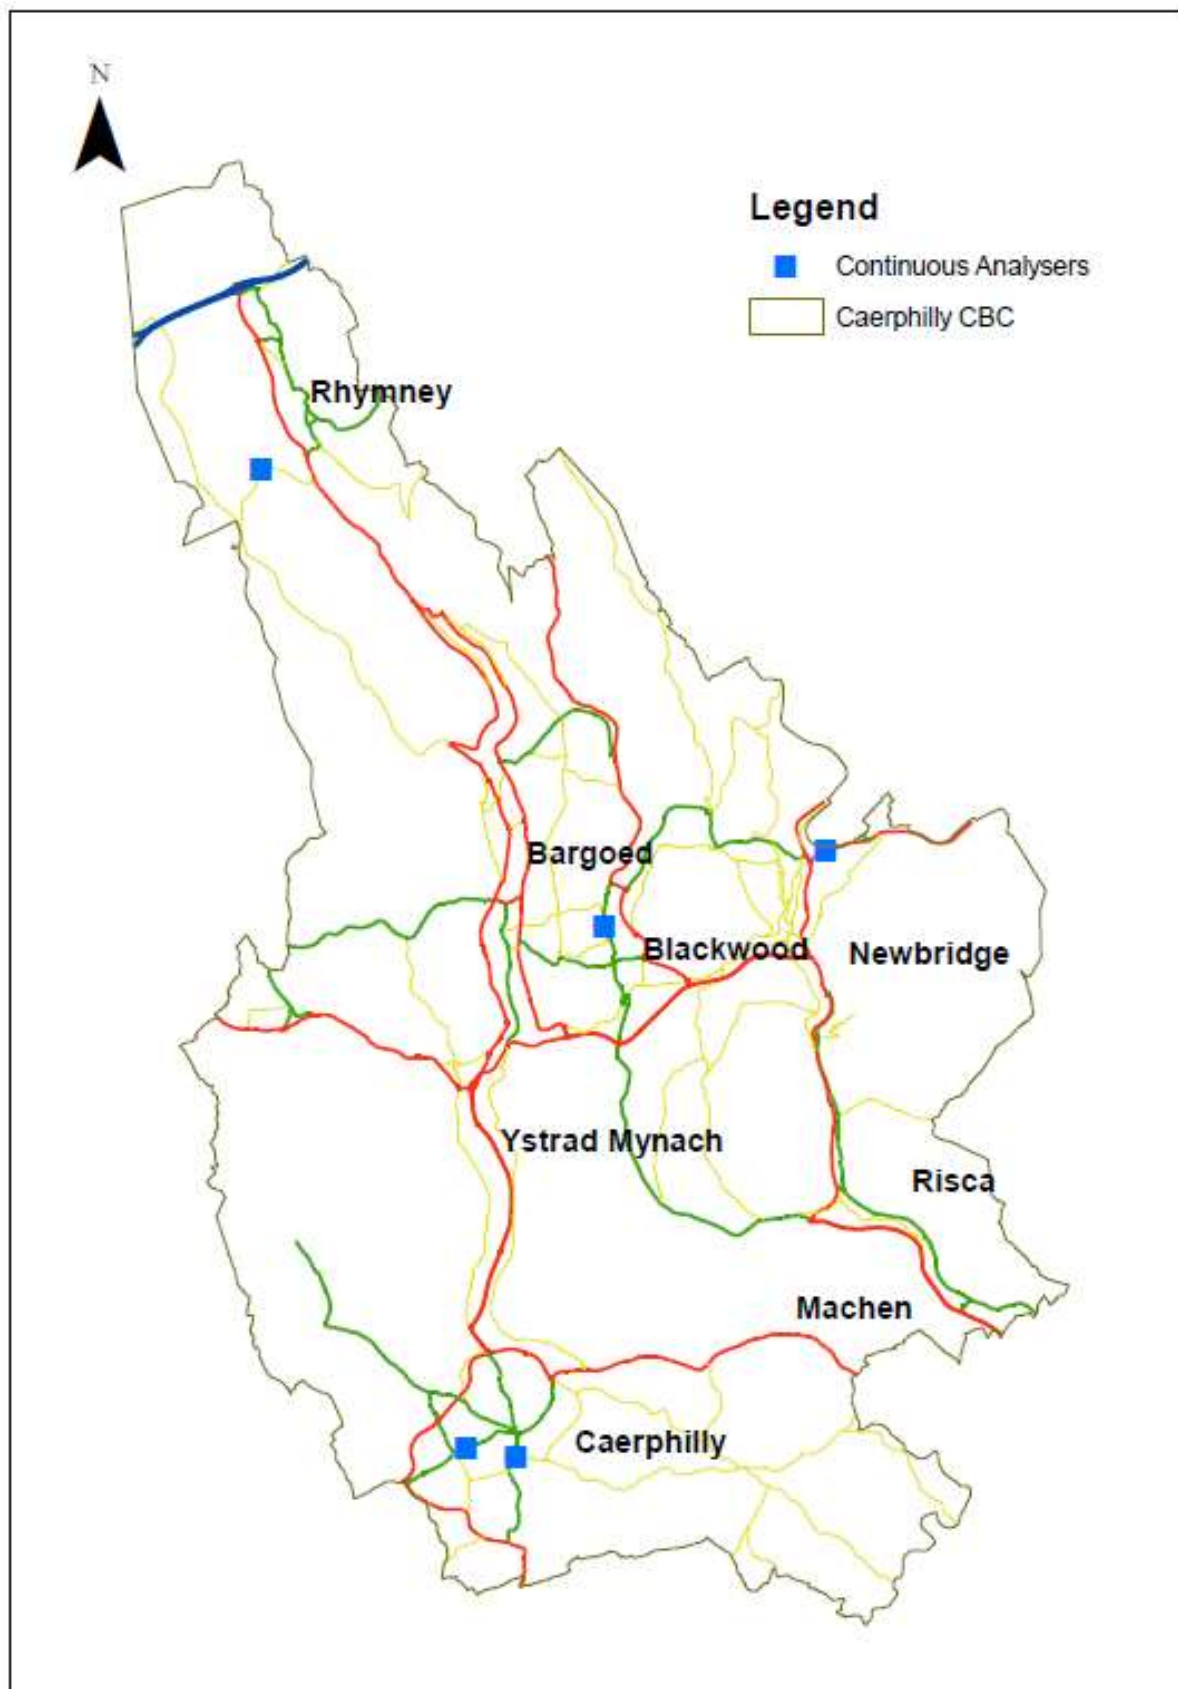 N
Legend
Continuous Analysers
Caerphilly CBC
Rhymney
Bargoed
Blackwood
Newbridge
Ystrad Mynach
Risca
Machen
Caerphilly